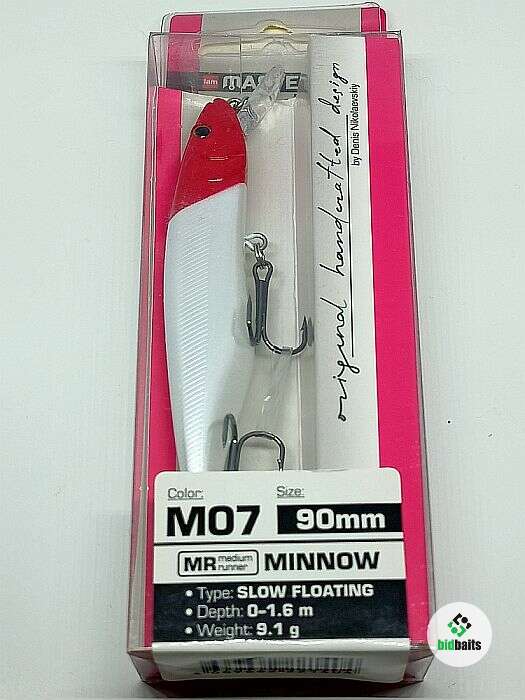 original handcrafted design
by Denis Nikolaevskiy
Color:
Size:
M07
90mm
MR medium runner
MINNOW
• Type: SLOW FLOATING
• Depth: 0-1.6 m
• Weight: 9.1 g
bidbaits